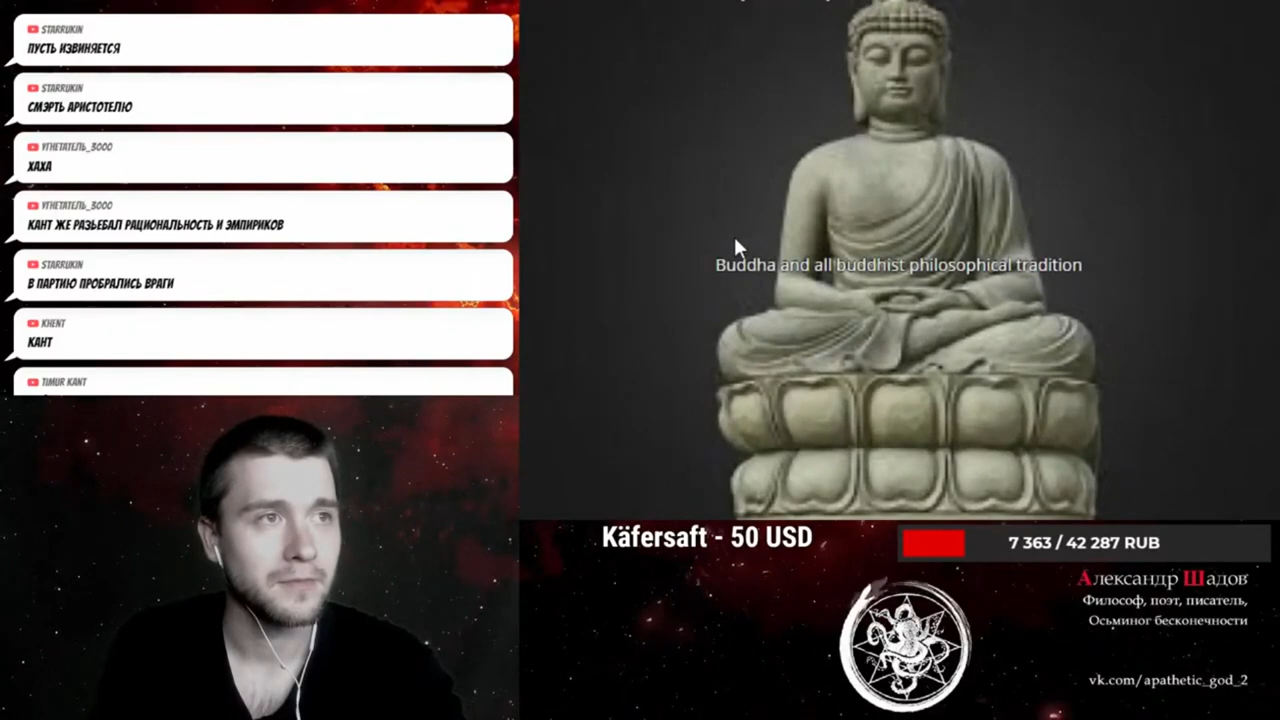 STARRUKIN
ПУСТЬ ИЗВИНЯЕТСЯ
STARRUKIN
СМЭРТЬ АРИСТОТЕЛЮ
УГНЕТАТЕЛЬ_3000
ХАХА
УГНЕТАТЕЛЬ_3000
КАНТ ЖЕ РАЗЬЕБАЛ РАЦИОНАЛЬНОСТЬ И ЭМПИРИКОВ
STARRUKIN
В ПАРТИЮ ПРОБРАЛИСЬ ВРАГИ
KHENT
КАНТ
TIMUR KANT
Buddha and all buddhist philosophical tradition
Käfersaft - 50 USD
7 363 / 42 287 RUB
Александр Шадов
Философ, поэт, писатель,
Осьминог бесконечности
vk.com/apathetic_god_2